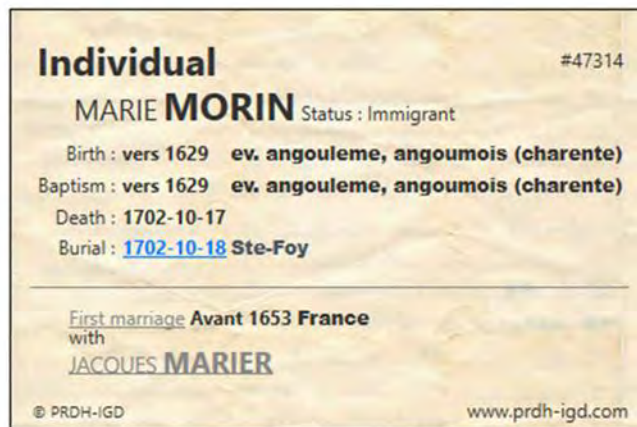 Individual #47314
MARIE MORIN Status : Immigrant
Birth : vers 1629 ev. angouleme, angoumois (charente)
Baptism : vers 1629 ev. angouleme, angoumois (charente)
Death : 1702-10-17
Burial : 1702-10-18 Ste-Foy
First marriage Avant 1653 France
with
JACQUES MARIER
© PRDH-IGD www.prdh-igd.com